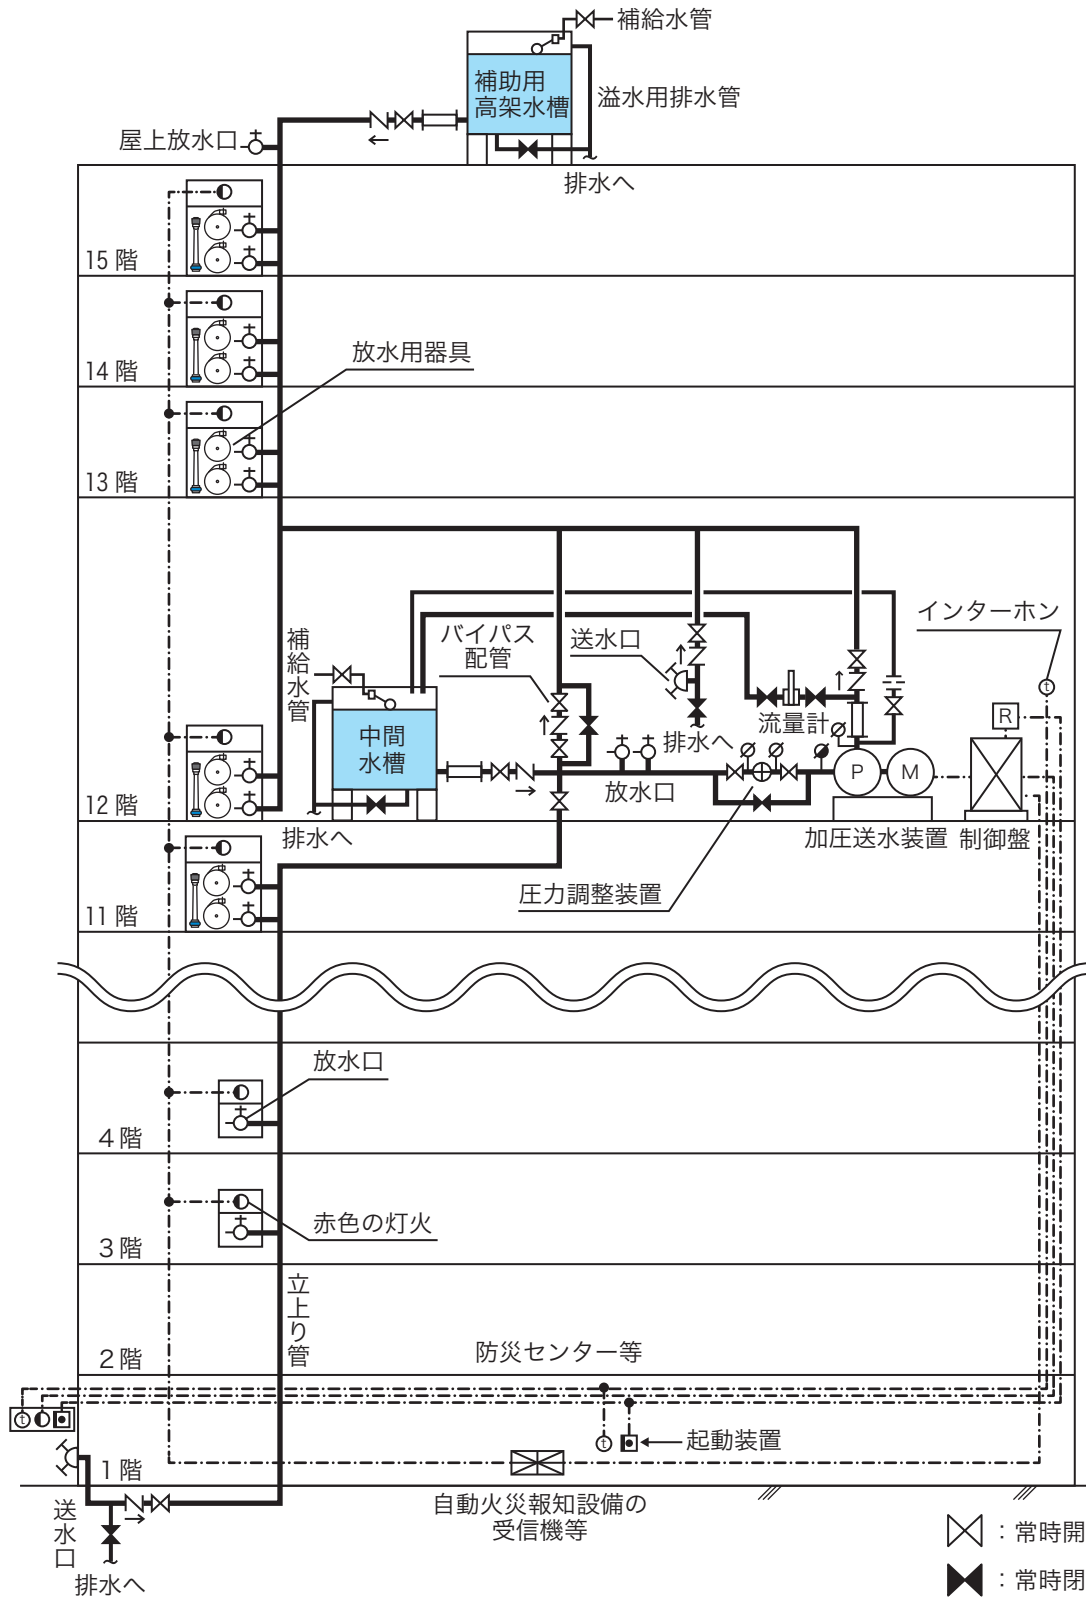 補給水管
補助用
高架水槽
溢水用排水管
屋上放水口
排水へ
15 階
14 階
放水用器具
13 階
インターホン
補給水管
バイパス
配管
送水口
中間
水槽
排水へ
流量計
t
R
P
M
放水口
12 階
排水へ
加圧送水装置
制御盤
圧力調整装置
11 階
放水口
4 階
赤色の灯火
3 階
立上り管
2 階
防災センター等
t
t
起動装置
1 階
送水口
自動火災報知設備の
受信機等
排水へ
：常時開
：常時閉